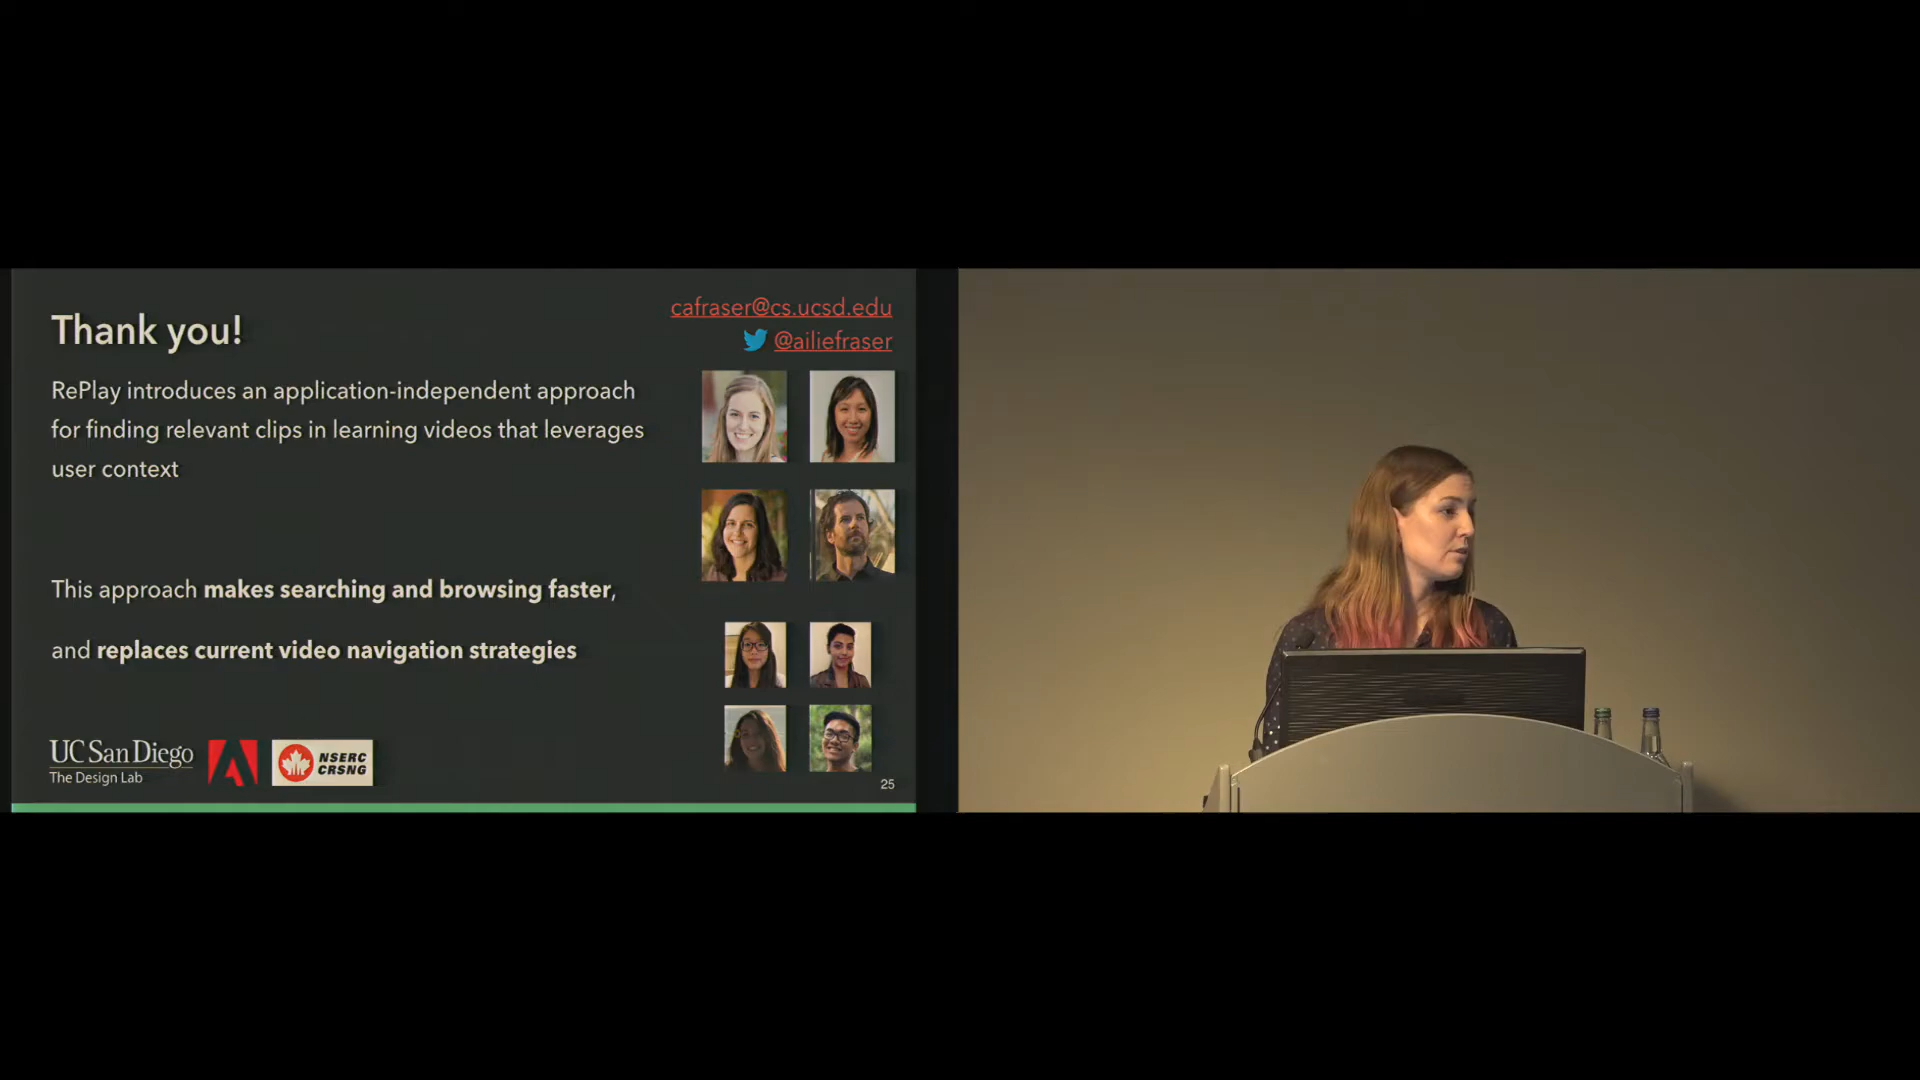 Thank you!
cafraser@cs.ucsd.edu
@ailiefraser
RePlay introduces an application-independent approach
for finding relevant clips in learning videos that leverages
user context
This approach makes searching and browsing faster,
and replaces current video navigation strategies
UC San Diego
The Design Lab
NSERC
CRSNG
25